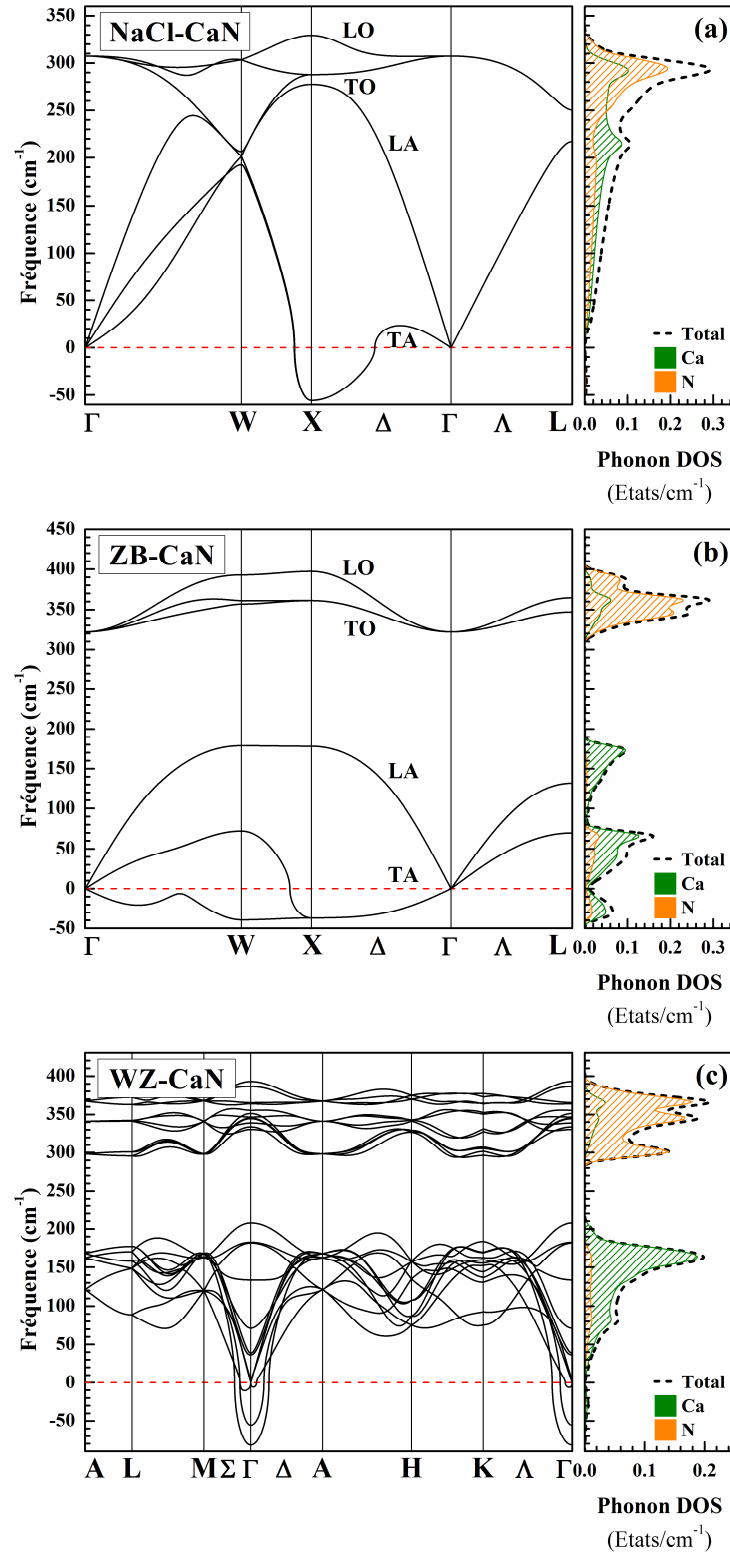 NaCl-CaN
LO
TO
LA
TA
(a)
350
300
250
200
150
100
50
0
-50
Fréquence (cm-1)
Γ W X Δ Γ Λ L
Total
Ca
N
0.0 0.1 0.2 0.3
Phonon DOS
(Etats/cm-1)
ZB-CaN
LO
TO
LA
TA
(b)
450
400
350
300
250
200
150
100
50
0
-50
Fréquence (cm-1)
Γ W X Δ Γ Λ L
Total
Ca
N
0.0 0.1 0.2 0.3
Phonon DOS
(Etats/cm-1)
WZ-CaN
(c)
400
350
300
250
200
150
100
50
0
-50
Fréquence (cm-1)
A L M Σ Γ Δ A H K Λ Γ
Total
Ca
N
0.0 0.1 0.2
Phonon DOS
(Etats/cm-1)